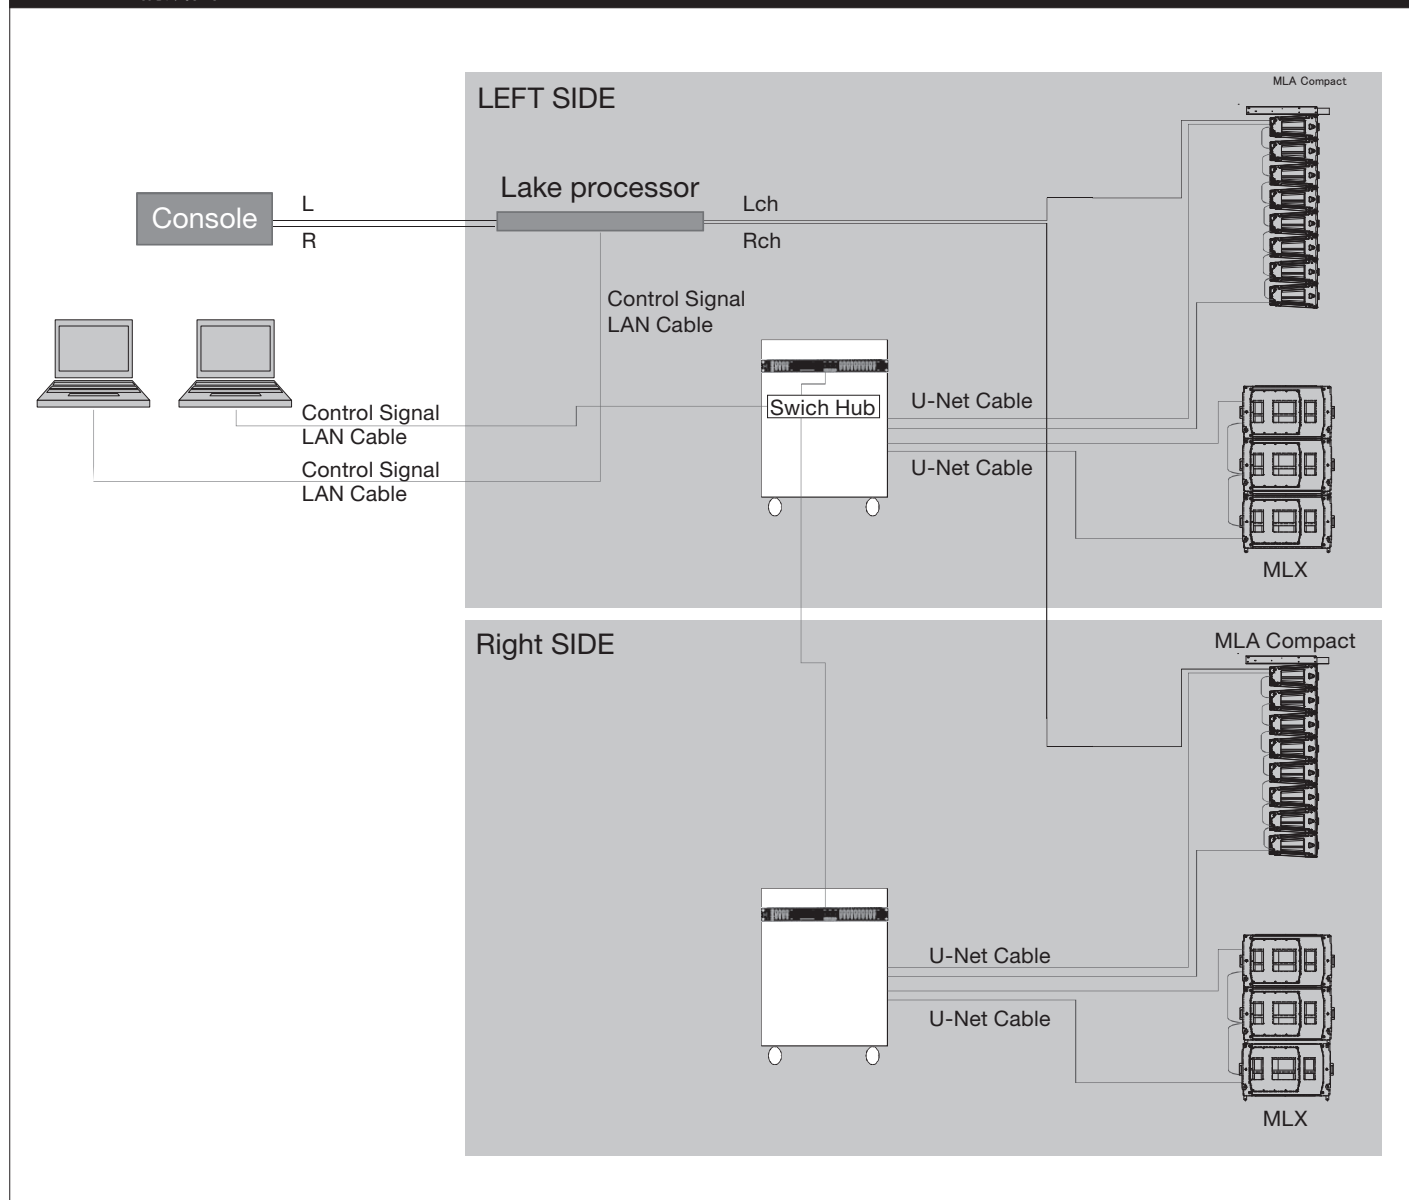 LEFT SIDE
MLA Compact
Lake processor
Console
L
R
Lch
Rch
Control Signal
LAN Cable
Swich Hub
U-Net Cable
U-Net Cable
Control Signal
LAN Cable
Control Signal
LAN Cable
MLX
Right SIDE
MLA Compact
U-Net Cable
U-Net Cable
MLX